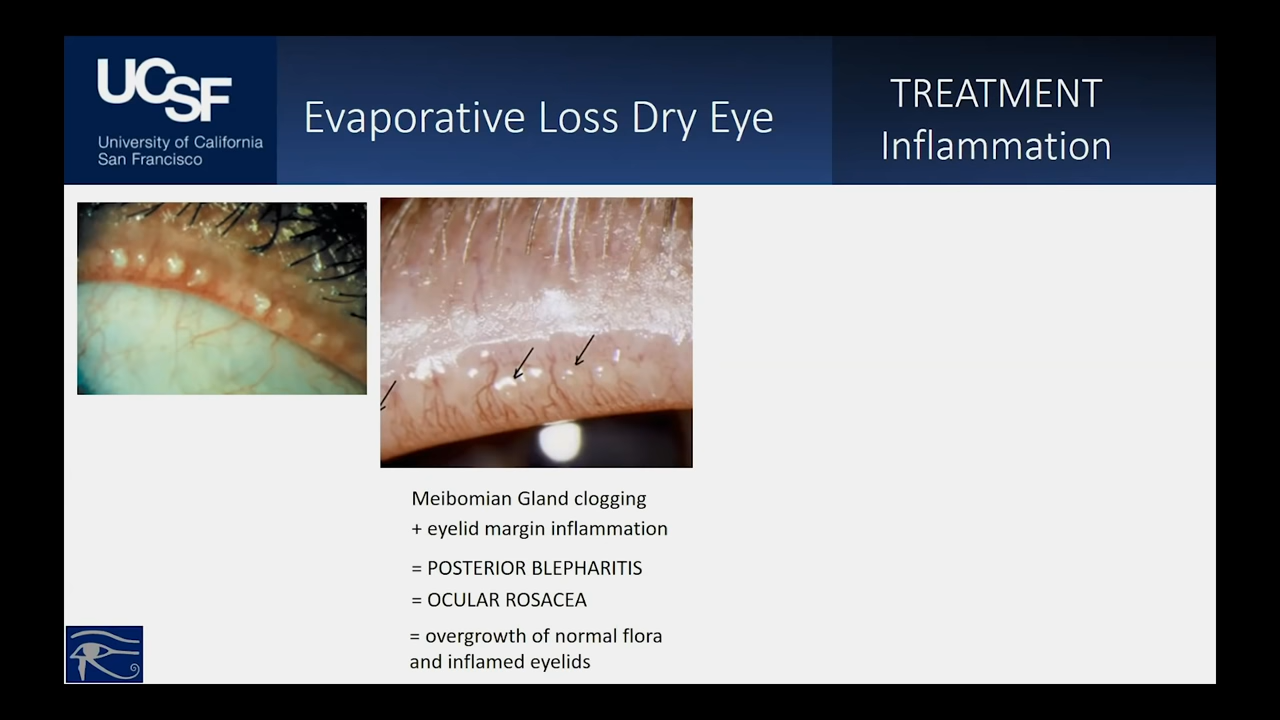 UCSF
University of California
San Francisco
Evaporative Loss Dry Eye
TREATMENT
Inflammation
Meibomian Gland clogging
+ eyelid margin inflammation
= POSTERIOR BLEPHARITIS
= OCULAR ROSACEA
= overgrowth of normal flora
and inflamed eyelids